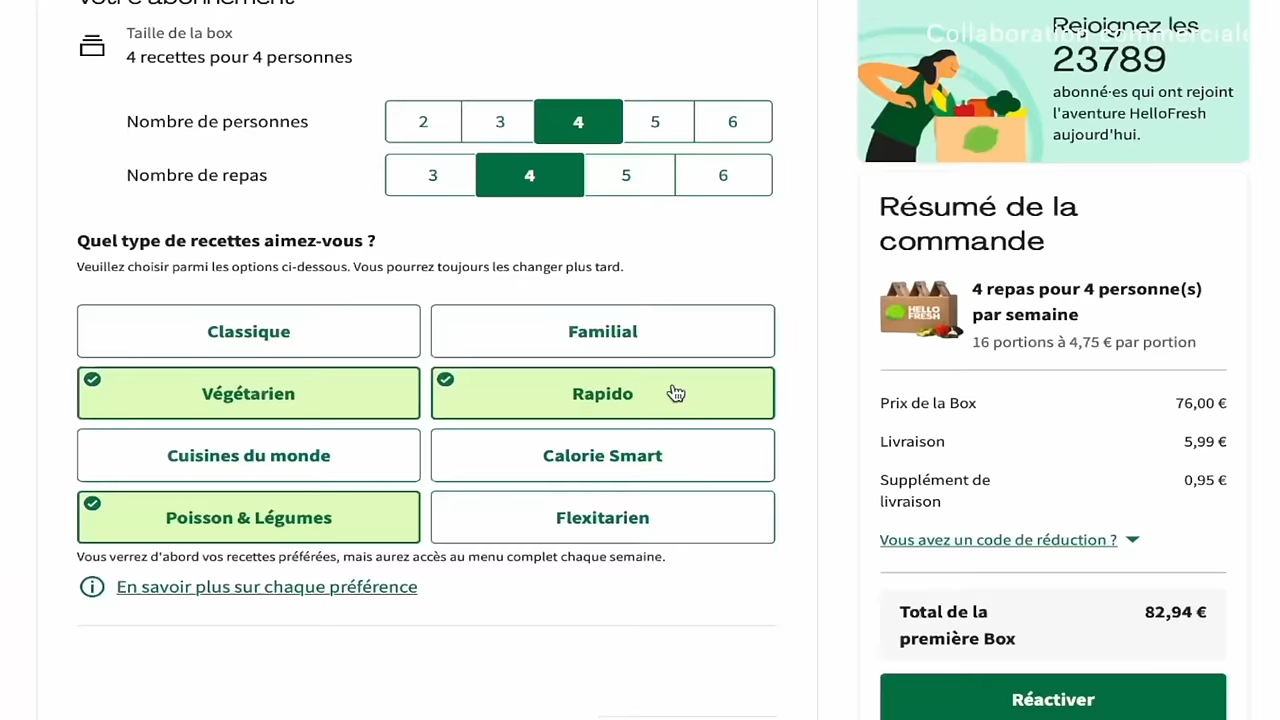 Votre abonnement
Taille de la box
4 recettes pour 4 personnes
Nombre de personnes
2 3 4 5 6
Nombre de repas
3 4 5 6
Quel type de recettes aimez-vous ?
Veuillez choisir parmi les options ci-dessous. Vous pourrez toujours les changer plus tard.
Classique
Familial
Végétarien
Rapido
Cuisines du monde
Calorie Smart
Poisson & Légumes
Flexitarien
Vous verrez d'abord vos recettes préférées, mais aurez accès au menu complet chaque semaine.
En savoir plus sur chaque préférence
Collaboration commerciale
Rejoignez les
23789
abonné·es qui ont rejoint
l'aventure HelloFresh
aujourd'hui.
Résumé de la
commande
HELLO
FRESH
4 repas pour 4 personne(s)
par semaine
16 portions à 4,75 € par portion
Prix de la Box 76,00 €
Livraison 5,99 €
Supplément de 0,95 €
livraison
Vous avez un code de réduction ?
Total de la 82,94 €
première Box
Réactiver